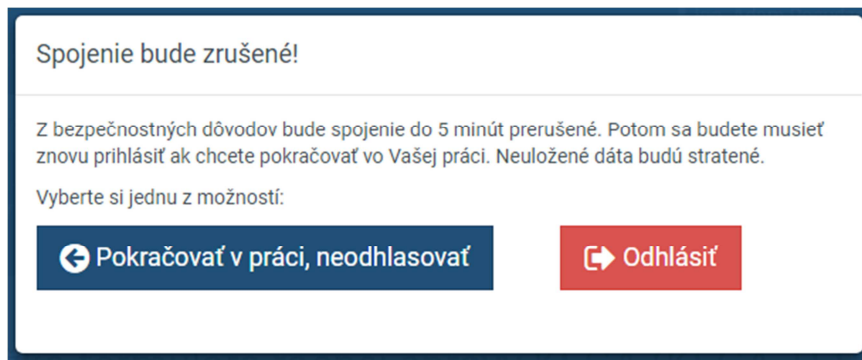 Spojenie bude zrušené!
Z bezpečnostných dôvodov bude spojenie do 5 minút prerušené. Potom sa budete musieť
znovu prihlásiť ak chcete pokračovať vo Vašej práci. Neuložené dáta budú stratené.
Vyberte si jednu z možností:
Pokračovať v práci, neodhlasovať
Odhlásiť